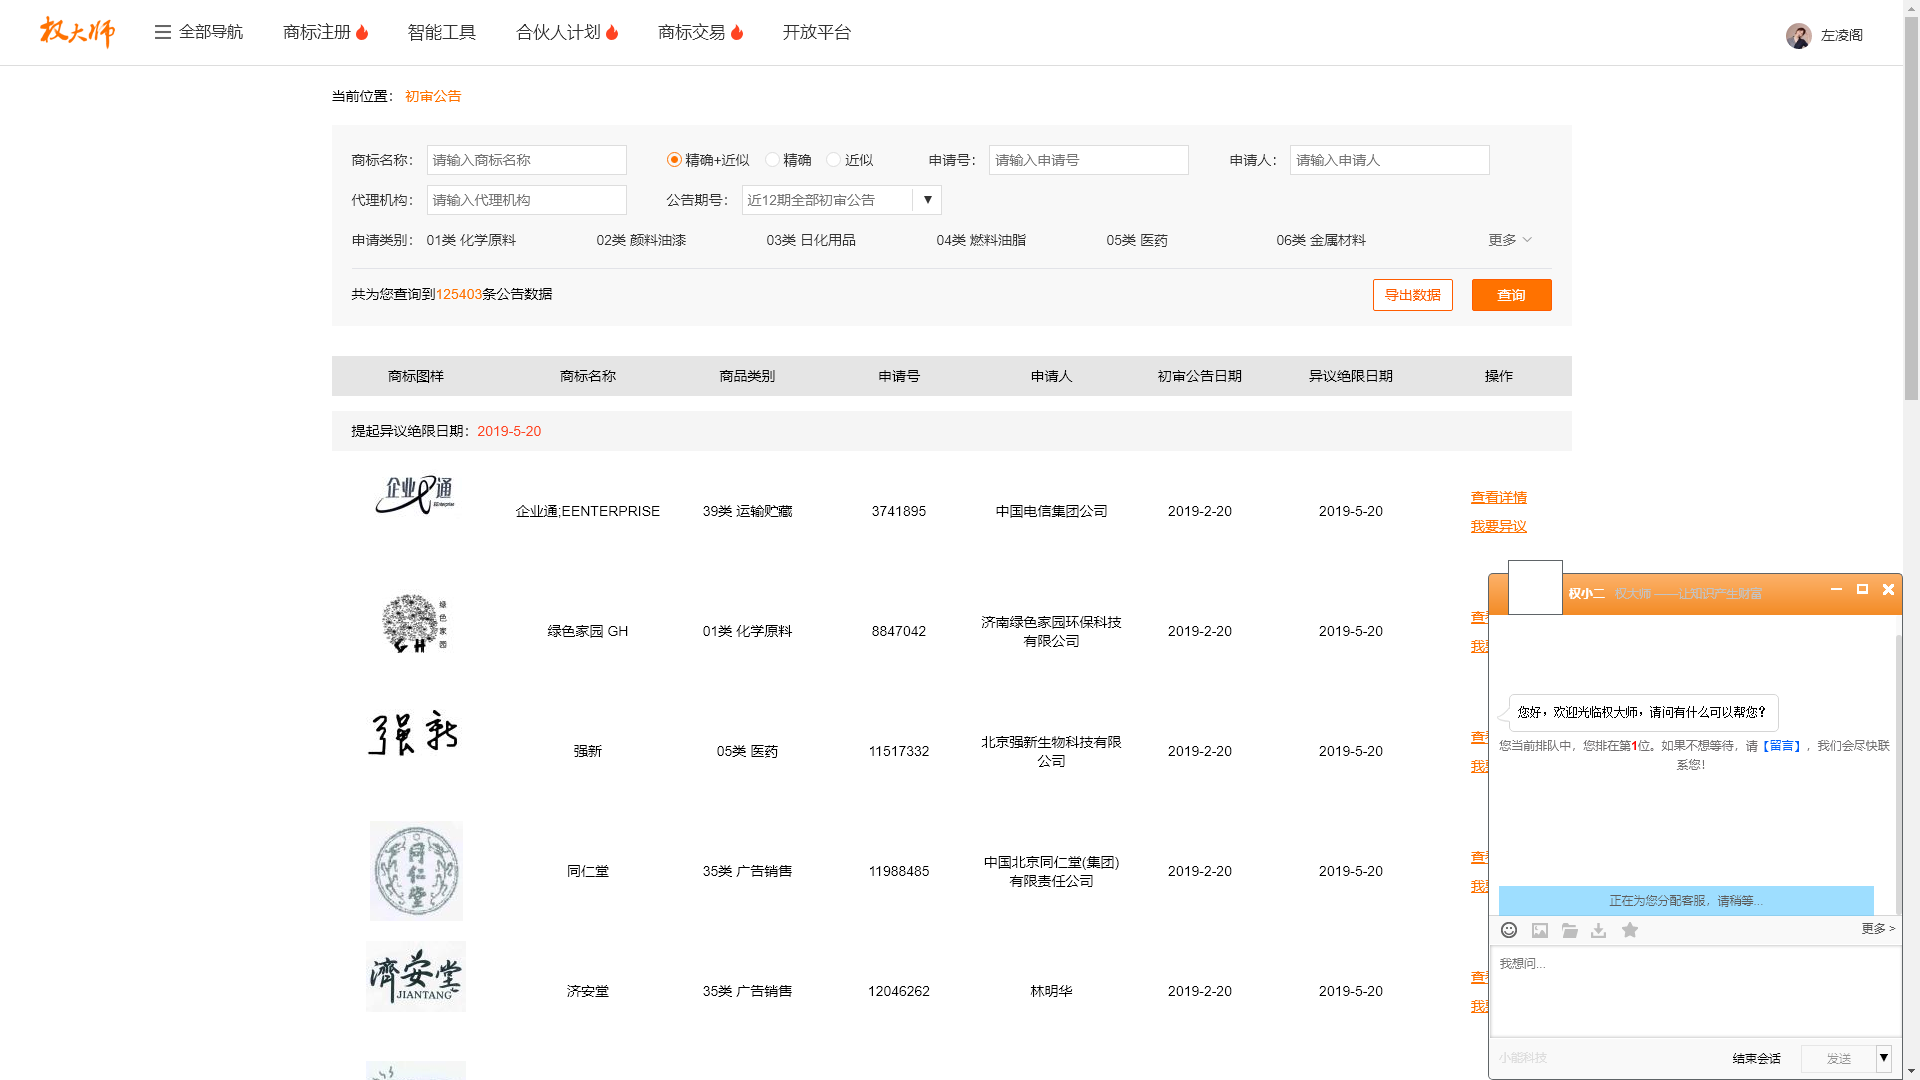 权大师 全部导航 商标注册 智能工具 合伙人计划 商标交易 开放平台 左凌阁
当前位置： 初审公告
商标名称： 请输入商标名称 精确+近似 精确 近似 申请号： 请输入申请号 申请人： 请输入申请人
代理机构： 请输入代理机构 公告期号： 近12期全部初审公告
申请类别： 01类 化学原料 02类 颜料油漆 03类 日化用品 04类 燃料油脂 05类 医药 06类 金属材料 更多
共为您查询到125403条公告数据 导出数据 查询
商标图样 商标名称 商品类别 申请号 申请人 初审公告日期 异议绝限日期 操作
提起异议绝限日期：2019-5-20
企业通 EEnterprise
企业通;EENTERPRISE 39类 运输贮藏 3741895 中国电信集团公司 2019-2-20 2019-5-20
查看详情
我要异议
绿色家园 GH
绿色家园 GH 01类 化学原料 8847042 济南绿色家园环保科技
有限公司 2019-2-20 2019-5-20
强新
强新 05类 医药 11517332 北京强新生物科技有限
公司 2019-2-20 2019-5-20
同仁堂
同仁堂 35类 广告销售 11988485 中国北京同仁堂(集团)
有限责任公司 2019-2-20 2019-5-20
濟安堂
JIANTANG
济安堂 35类 广告销售 12046262 林明华 2019-2-20 2019-5-20
权小二 权大师 ——让知识产生财富
您好，欢迎光临权大师，请问有什么可以帮您？
您当前排队中，您排在第1位。如果不想等待，请【留言】，我们会尽快联
系您！
正在为您分配客服，请稍等...
更多 >
我想问...
小能科技 结束会话 发送